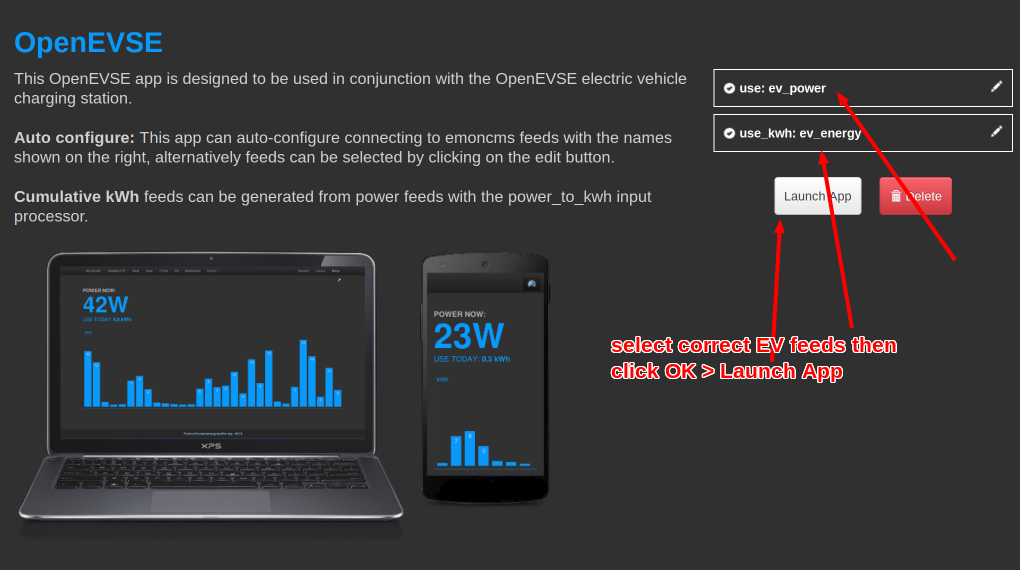 OpenEVSE
This OpenEVSE app is designed to be used in conjunction with the OpenEVSE electric vehicle
charging station.
Auto configure: This app can auto-configure connecting to emoncms feeds with the names
shown on the right, alternatively feeds can be selected by clicking on the edit button.
Cumulative kWh feeds can be generated from power feeds with the power_to_kwh input
processor.
use: ev_power
use_kwh: ev_energy
Launch App
Delete
select correct EV feeds then
click OK > Launch App
POWER NOW:
42W
USE TODAY: 0.5 kWh
XPS
POWER NOW:
23W
USE TODAY: 0.5 kWh
kWh